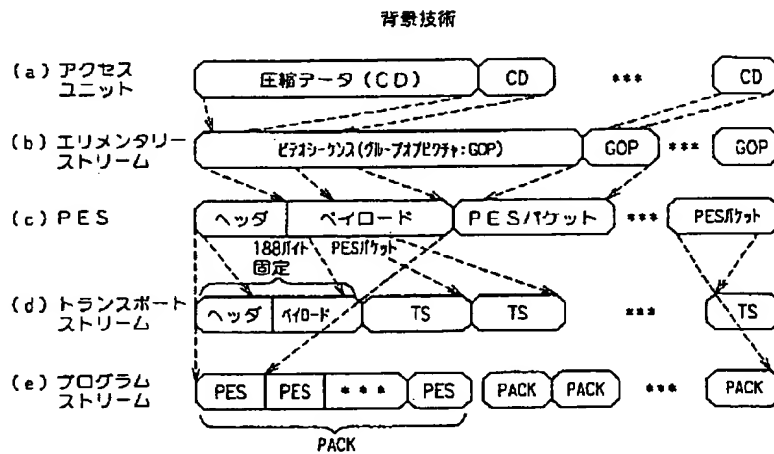 背景技術
(a) アクセス
ユニット
圧縮データ(CD)
CD
***
CD
(b) エリメンタリー
ストリーム
ビデオシーケンス(グループオブピクチャ:GOP)
GOP
***
GOP
(c) PES
ヘッダ
ペイロード
PESパケット
***
PESパケット
188バイト
固定
PESパケット
(d) トランスポート
ストリーム
ヘッダ
ペイロード
TS
TS
***
TS
(e) プログラム
ストリーム
PES
PES
***
PES
PACK
PACK
***
PACK
PACK